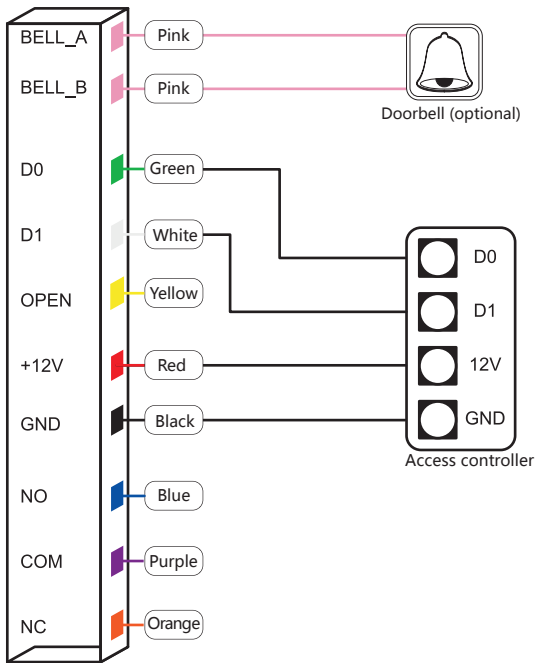 BELL_A Pink
BELL_B Pink
Doorbell (optional)
D0 Green
D1 White
D0
OPEN Yellow
D1
+12V Red 12V
GND Black GND
Access controller
NO Blue
COM Purple
NC Orange